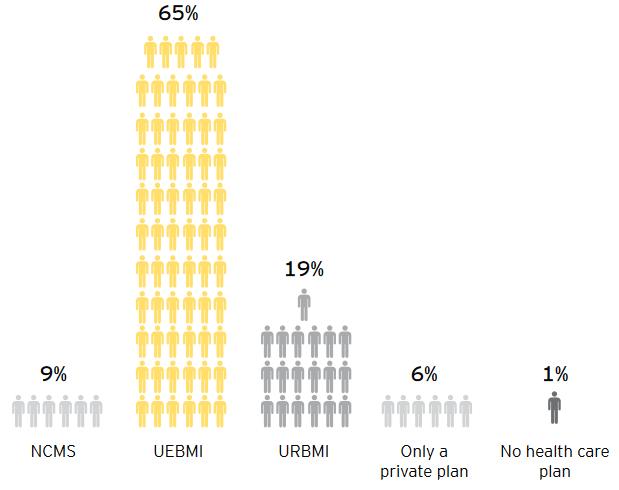 65%
19%
9%
6%
1%
NCMS
UEBMI
URBMI
Only a
private plan
No health care
plan